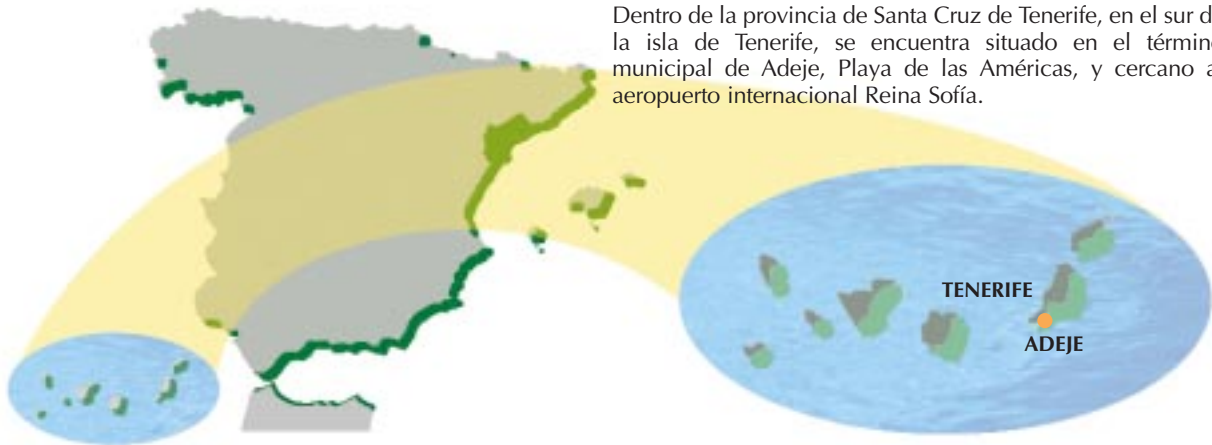 Dentro de la provincia de Santa Cruz de Tenerife, en el sur d
la isla de Tenerife, se encuentra situado en el términ
municipal de Adeje, Playa de las Américas, y cercano a
aeropuerto internacional Reina Sofía.
TENERIFE
ADEJE